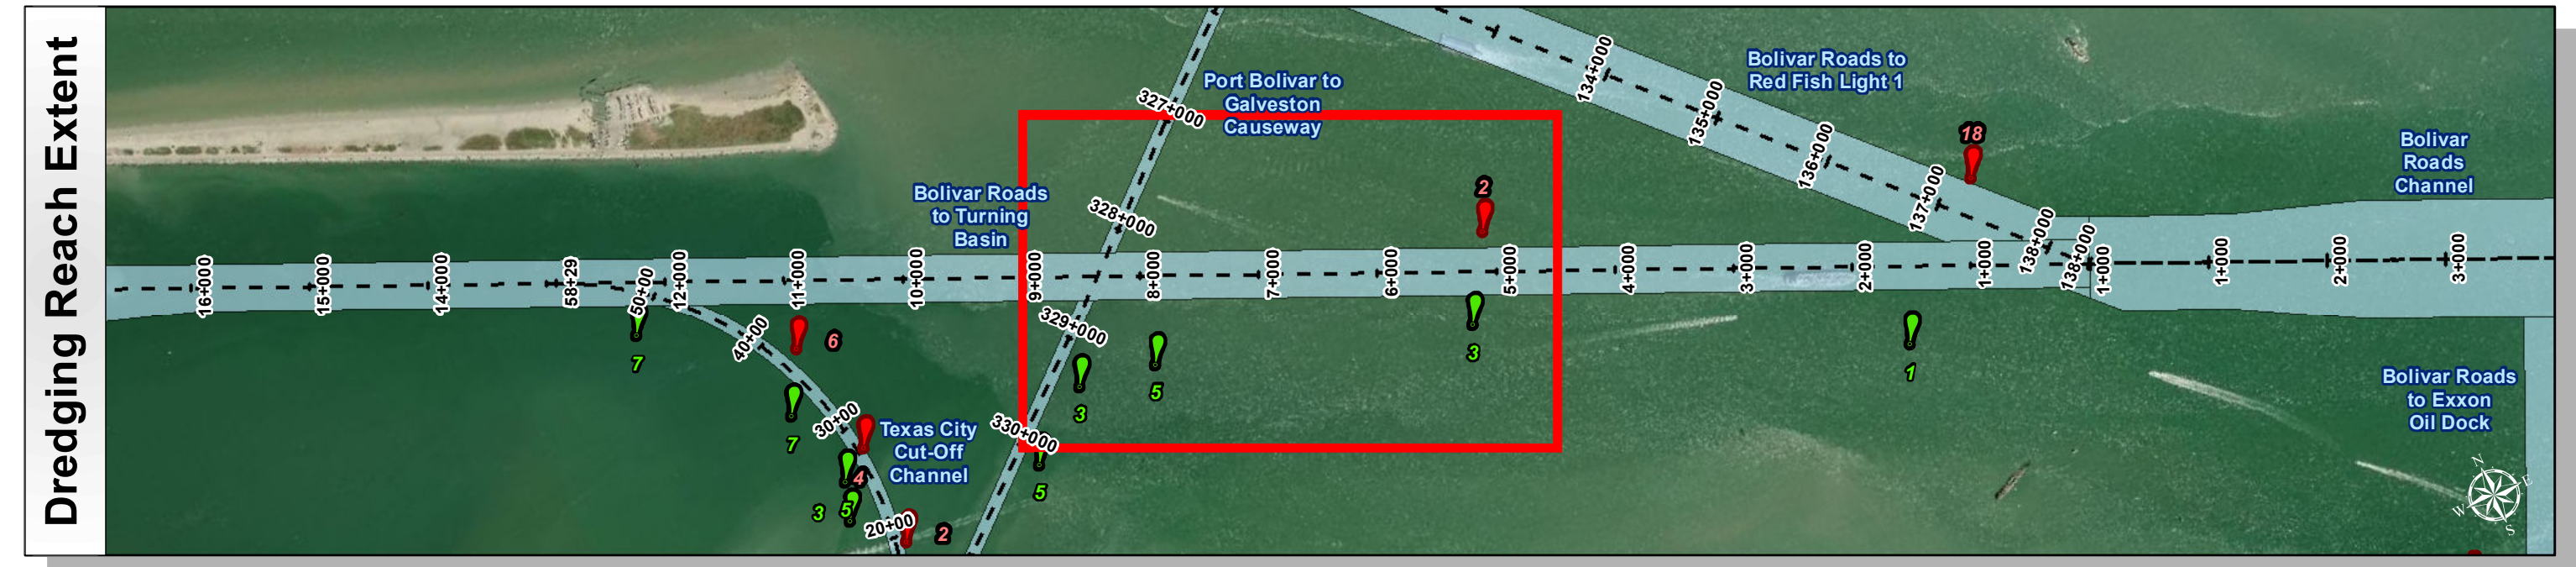 Dredging Reach Extent
Port Bolivar to
Galveston
Causeway
Bolivar Roads to
Red Fish Light 1
Bolivar
Roads
Channel
Bolivar Roads
to Turning
Basin
Texas City
Cut-Off
Channel
Bolivar Roads
to Exxon
Oil Dock
327+000
328+000
329+000
330+000
134+000
135+000
136+000
137+000
138+000
138+000
16+000
15+000
14+000
58+29
50+00
12+000
11+000
10+000
9+000
8+000
7+000
6+000
5+000
4+000
3+000
2+000
1+000
1+000
1+000
2+000
3+000
40+00
30+00
20+00
18
2
7
6
7
3
5
3
1
4
3
5
2
5
N
E
W
S